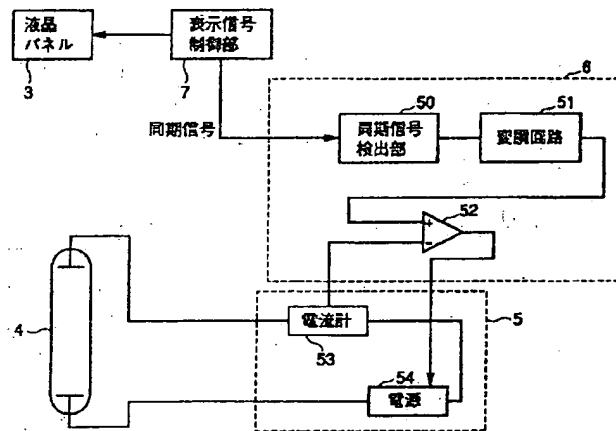 液晶
パネル
3
表示信号
制御部
7
同期信号
6
50
同期信号
検出部
51
変調回路
52
+
-
4
電流計
53
5
54
電源